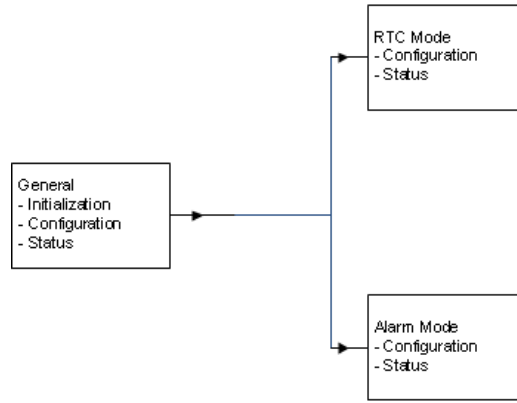 RTC Mode
- Configuration
- Status
General
- Initialization
- Configuration
- Status
Alarm Mode
- Configuration
- Status